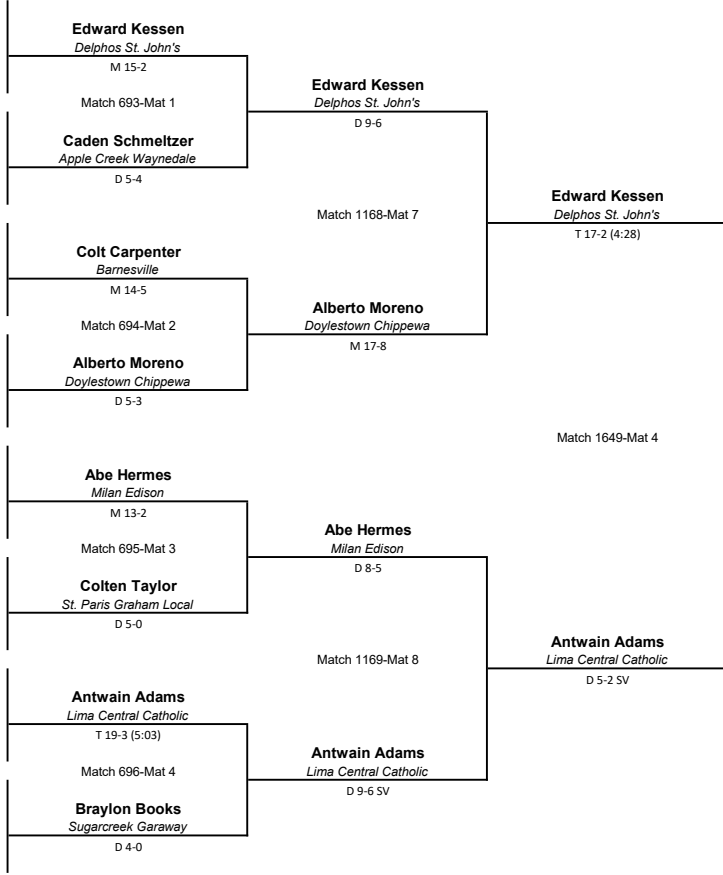 Edward Kessen
Delphos St. John's
M 15-2
Match 693-Mat 1
Caden Schmeltzer
Apple Creek Waynedale
D 5-4
Colt Carpenter
Barnesville
M 14-5
Match 694-Mat 2
Alberto Moreno
Doylestown Chippewa
D 5-3
Abe Hermes
Milan Edison
M 13-2
Match 695-Mat 3
Colten Taylor
St. Paris Graham Local
D 5-0
Antwain Adams
Lima Central Catholic
T 19-3 (5:03)
Match 696-Mat 4
Braylon Books
Sugarcreek Garaway
D 4-0
Edward Kessen
Delphos St. John's
D 9-6
Match 1168-Mat 7
Alberto Moreno
Doylestown Chippewa
M 17-8
Abe Hermes
Milan Edison
D 8-5
Match 1169-Mat 8
Antwain Adams
Lima Central Catholic
D 9-6 SV
Edward Kessen
Delphos St. John's
T 17-2 (4:28)
Match 1649-Mat 4
Antwain Adams
Lima Central Catholic
D 5-2 SV